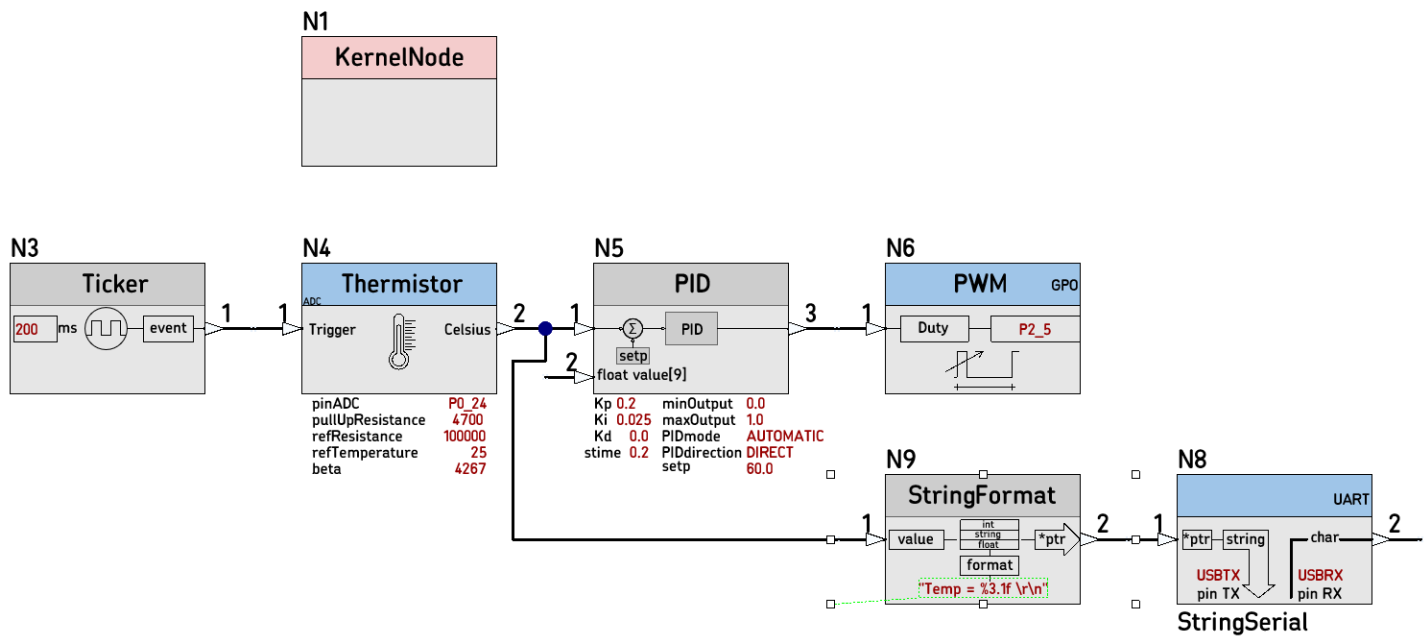 N1
KernelNode
N3
Ticker
200 ms event
1
N4
Thermistor
ADC
1 Trigger Celsius 2
pinADC P0_24
pullUpResistance 4700
refResistance 100000
refTemperature 25
beta 4267
N5
PID
1 Σ PID 3
setp
2 float value[9]
Kp 0.2 minOutput 0.0
Ki 0.025 maxOutput 1.0
Kd 0.0 PIDmode AUTOMATIC
stime 0.2 PIDdirection DIRECT
setp 60.0
N6
PWM GPO
1 Duty P2_5
N9
StringFormat
int
string
float
1 value *ptr 2
format
"Temp = %3.1f \r\n"
N8
UART
1 *ptr string char 2
USBTX USBRX
pin TX pin RX
StringSerial